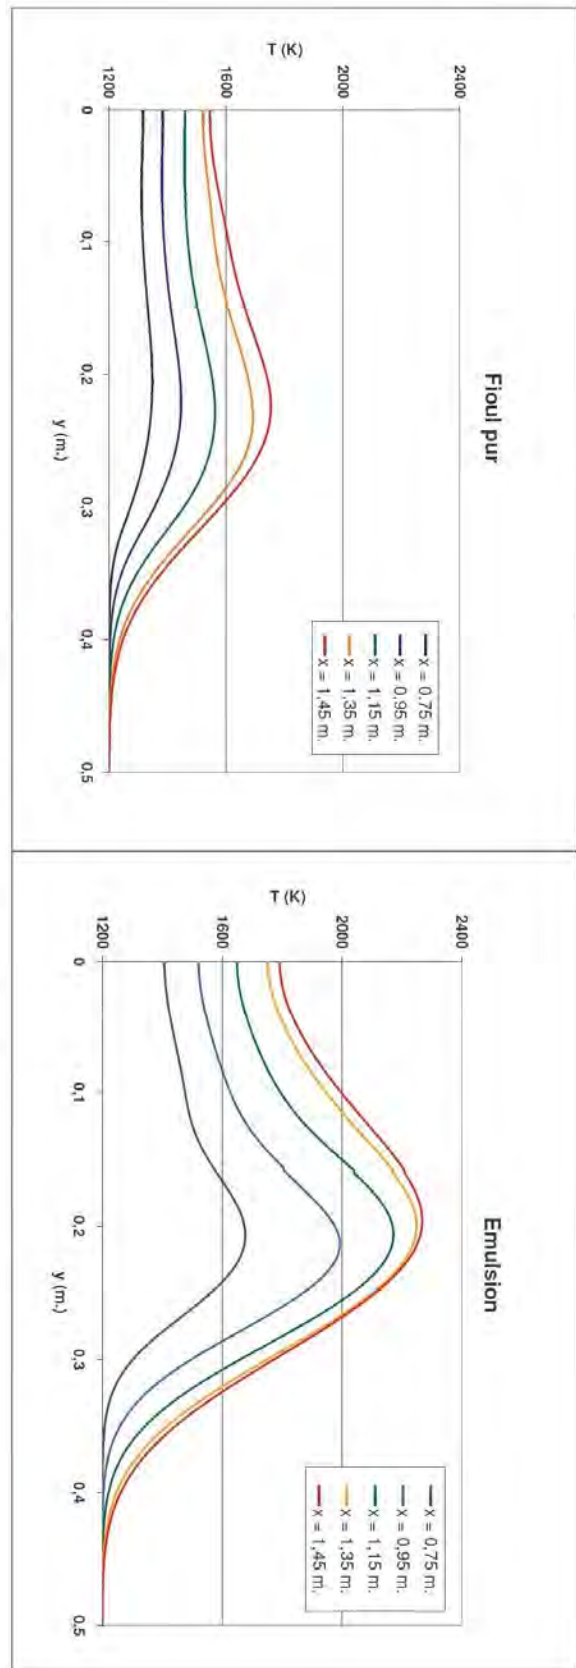 Fioul pur
T (K)
2400
2000
1600
1200
0
0,1
0,2
0,3
0,4
0,5
y (m.)
x = 0,75 m.
x = 0,95 m.
x = 1,15 m.
x = 1,35 m.
x = 1,45 m.
Emulsion
T (K)
2400
2000
1600
1200
0
0,1
0,2
0,3
0,4
0,5
y (m.)
x = 0,75 m.
x = 0,95 m.
x = 1,15 m.
x = 1,35 m.
x = 1,45 m.